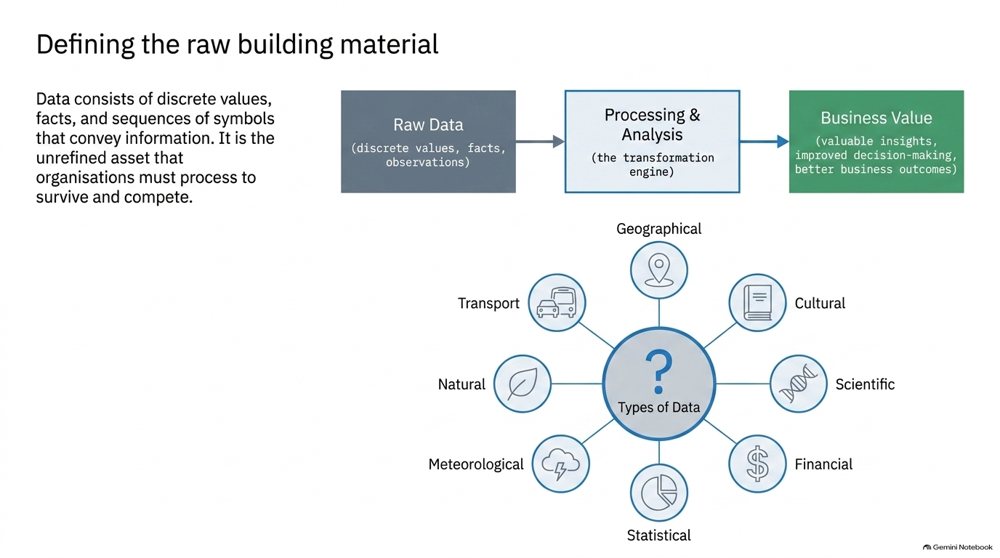 Defining the raw building material
Data consists of discrete values,
facts, and sequences of symbols
that convey information. It is the
unrefined asset that
organisations must process to
survive and compete.
Raw Data
(discrete values, facts,
observations)
Processing &
Analysis
(the transformation
engine)
Business Value
(valuable insights,
improved decision-making,
better business outcomes)
Geographical
Transport
Cultural
Natural
?
Types of Data
Scientific
Meteorological
$
Financial
Statistical
Gemini Notebook